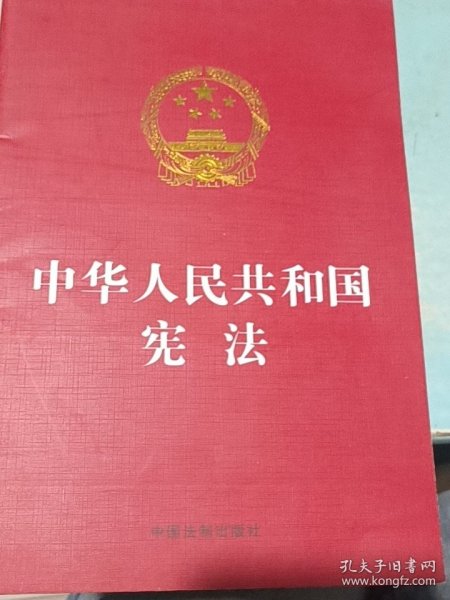 中华人民共和国
宪法
中国法制出版社
孔夫子旧书网
www.kongfz.com